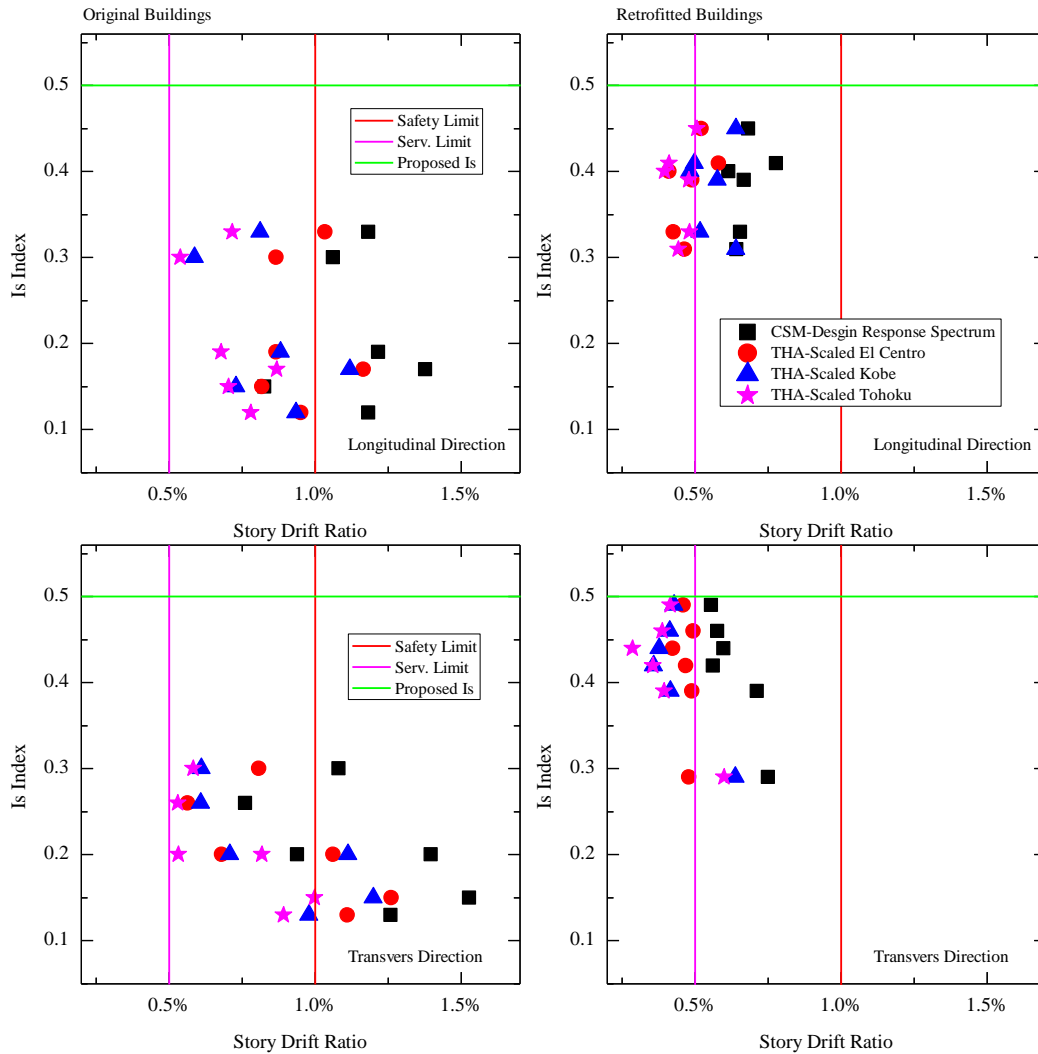 Original Buildings
Retrofitted Buildings
0.5
0.4
0.3
0.2
0.1
Is Index
Safety Limit
Serv. Limit
Proposed Is
Longitudinal Direction
0.5%
1.0%
1.5%
Story Drift Ratio
0.5
0.4
0.3
0.2
0.1
Is Index
CSM-Desgin Response Spectrum
THA-Scaled El Centro
THA-Scaled Kobe
THA-Scaled Tohoku
Longitudinal Direction
0.5%
1.0%
1.5%
Story Drift Ratio
0.5
0.4
0.3
0.2
0.1
Is Index
Safety Limit
Serv. Limit
Proposed Is
Transvers Direction
0.5%
1.0%
1.5%
Story Drift Ratio
0.5
0.4
0.3
0.2
0.1
Is Index
Transvers Direction
0.5%
1.0%
1.5%
Story Drift Ratio